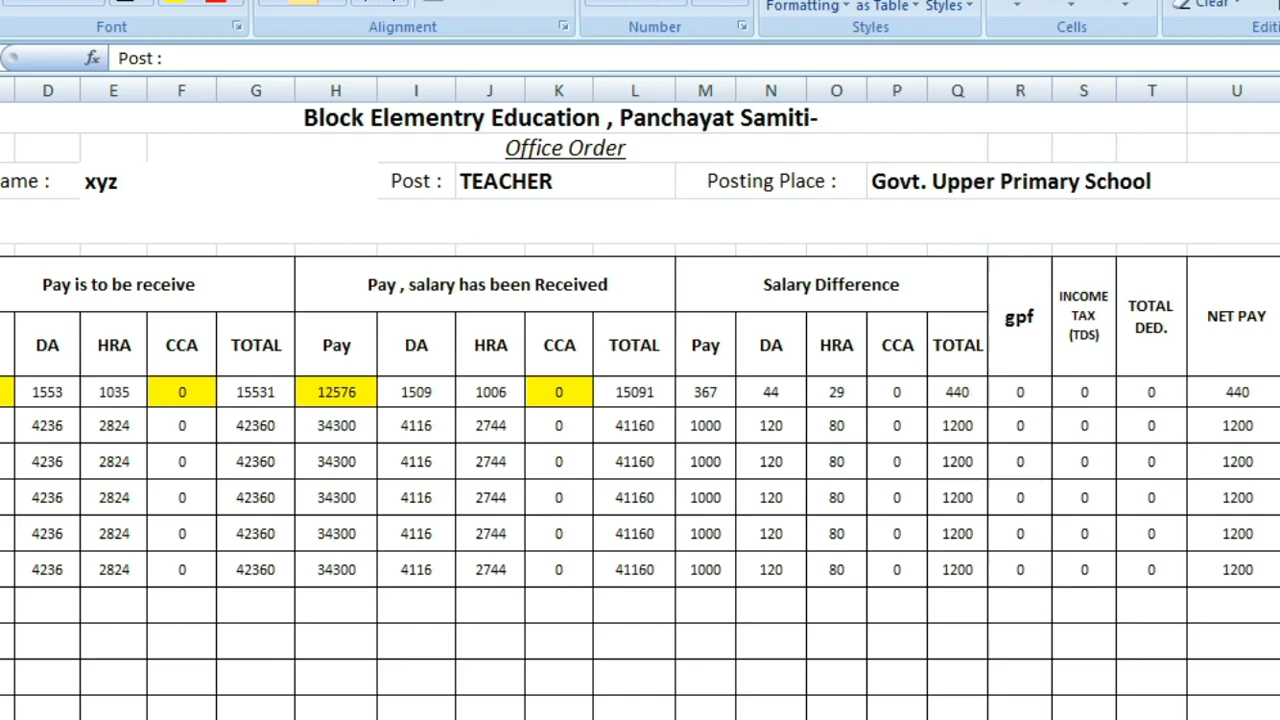 Formatting as Table Styles Clear
Font Alignment Number Styles Cells
fx Post :
D E F G H I J K L M N O P Q R S T U
Block Elementry Education , Panchayat Samiti-
Office Order
ame : xyz Post : TEACHER Posting Place : Govt. Upper Primary School
Pay is to be receive Pay , salary has been Received Salary Difference gpf INCOME TAX (TDS) TOTAL DED. NET PAY
DA HRA CCA TOTAL Pay DA HRA CCA TOTAL Pay DA HRA CCA TOTAL
1553 1035 0 15531 12576 1509 1006 0 15091 367 44 29 0 440 0 0 0 440
4236 2824 0 42360 34300 4116 2744 0 41160 1000 120 80 0 1200 0 0 0 1200
4236 2824 0 42360 34300 4116 2744 0 41160 1000 120 80 0 1200 0 0 0 1200
4236 2824 0 42360 34300 4116 2744 0 41160 1000 120 80 0 1200 0 0 0 1200
4236 2824 0 42360 34300 4116 2744 0 41160 1000 120 80 0 1200 0 0 0 1200
4236 2824 0 42360 34300 4116 2744 0 41160 1000 120 80 0 1200 0 0 0 1200